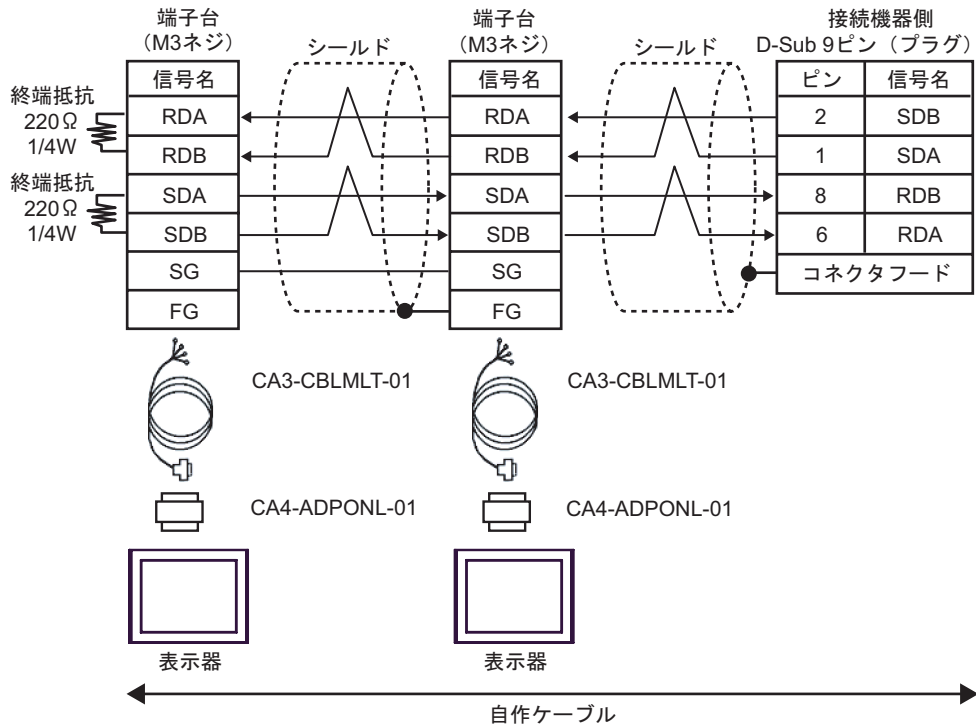 端子台
（M3ネジ）
シールド
端子台
（M3ネジ）
シールド
接続機器側
D-Sub 9ピン（プラグ）
信号名
信号名
ピン
信号名
終端抵抗
220Ω
1/4W
RDA
RDA
2
SDB
RDB
RDB
1
SDA
終端抵抗
220Ω
1/4W
SDA
SDA
8
RDB
SDB
SDB
6
RDA
SG
SG
コネクタフード
FG
FG
CA3-CBLMLT-01
CA3-CBLMLT-01
CA4-ADPONL-01
CA4-ADPONL-01
表示器
表示器
自作ケーブル